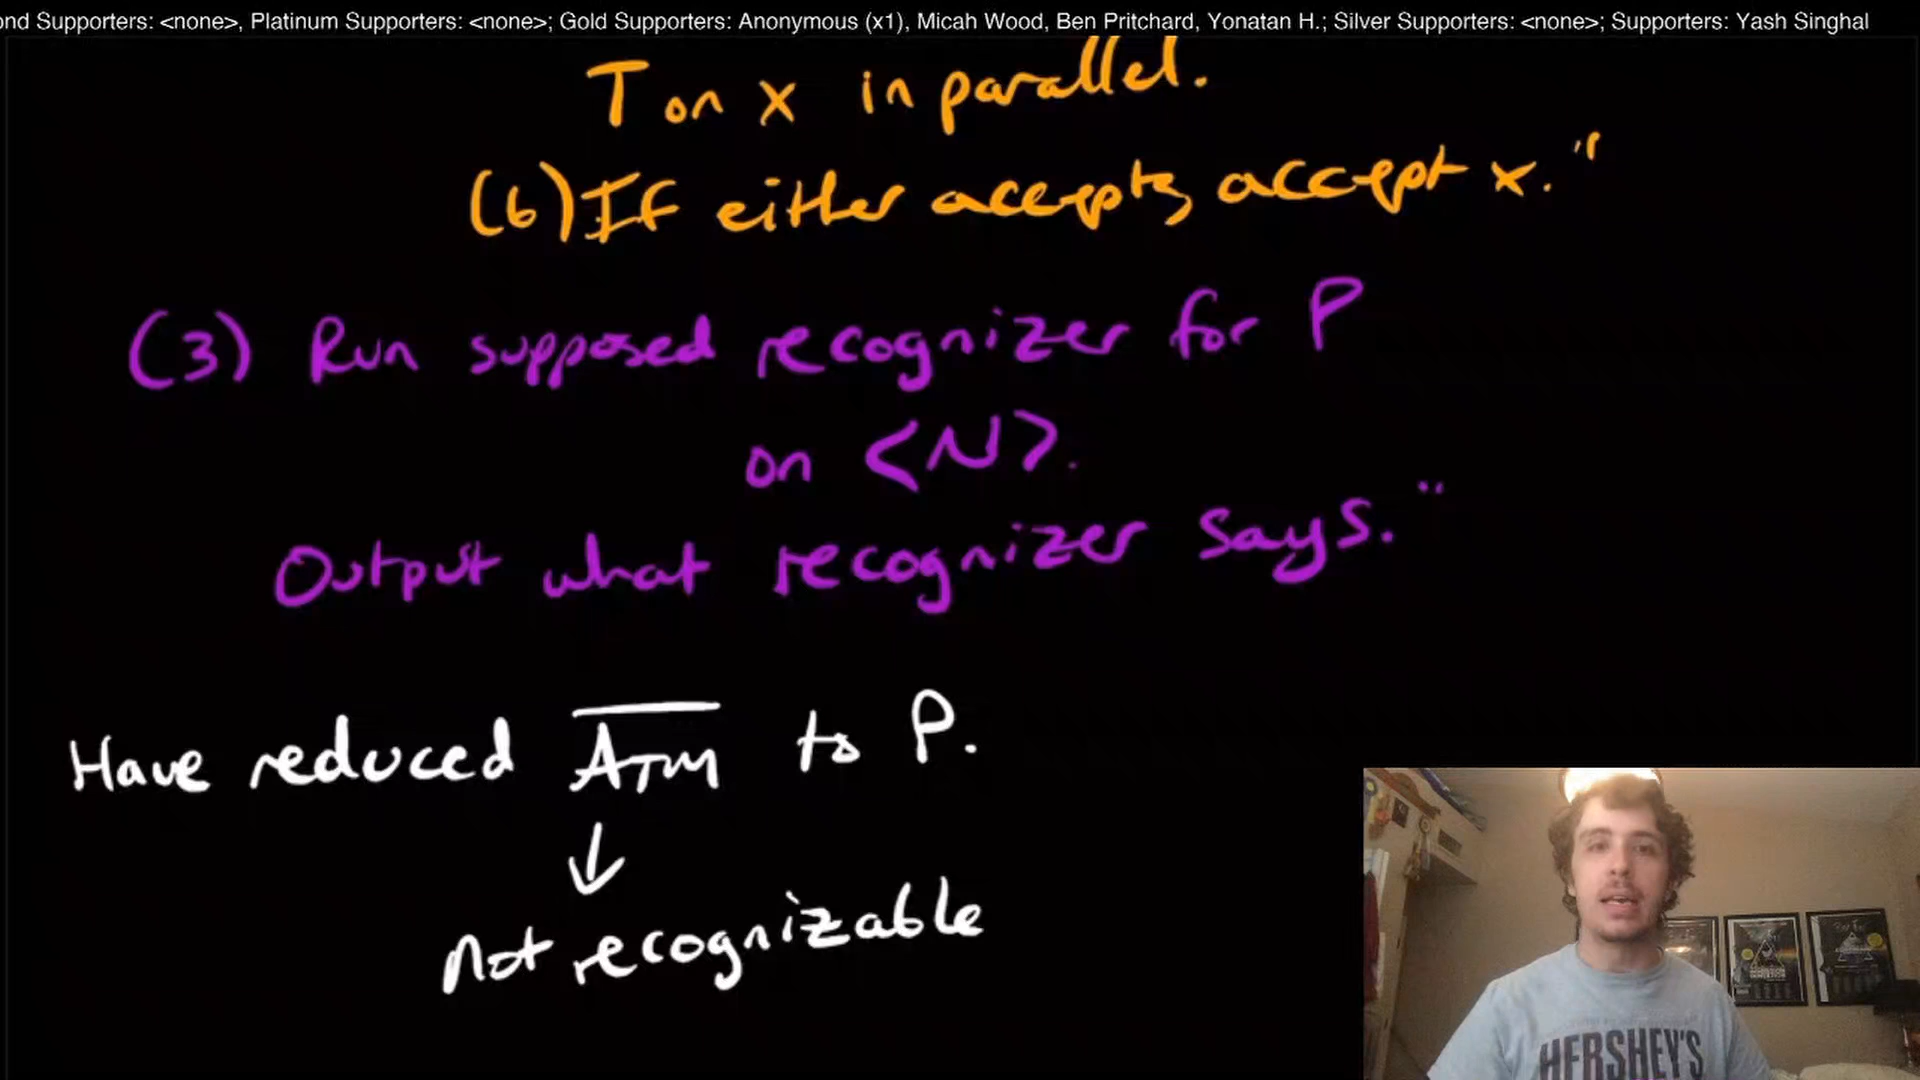 ond Supporters: <none>, Platinum Supporters: <none>; Gold Supporters: Anonymous (x1), Micah Wood, Ben Pritchard, Yonatan H.; Silver Supporters: <none>; Supporters: Yash Singhal
T on x in parallel.
(6) If either accepts, accept x."
(3) Run supposed recognizer for P
on <N>.
Output what recognizer says."
Have reduced A̅T̅M̅ to P.
↓
not recognizable
HERSHEY'S